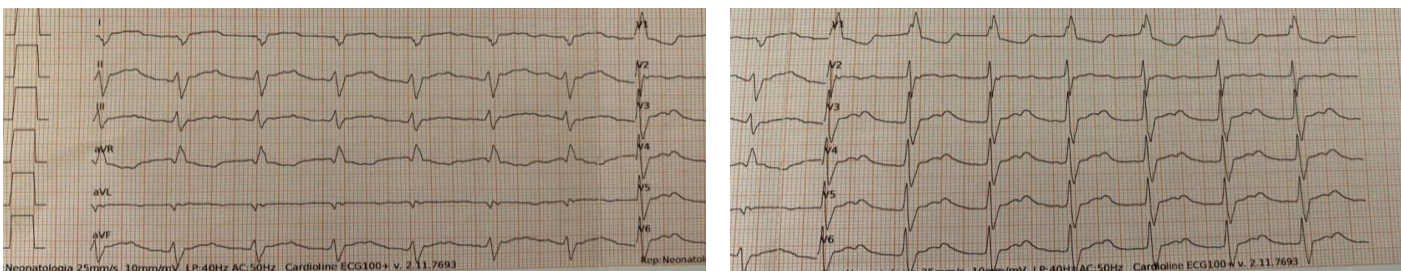 I
II
III
aVR
aVL
aVF
V1
V2
V3
V4
V5
V6
:Neonatologia 25mm/s 10mm/mV LP:40Hz AC:50Hz Cardioline ECG100+ v. 2.11.7693
Rep:Neonatol
V1
V2
V3
V4
V5
V6
25mm/s 10mm/mV LP:40Hz AC:50Hz Cardioline ECG100+ v. 2.11.7693